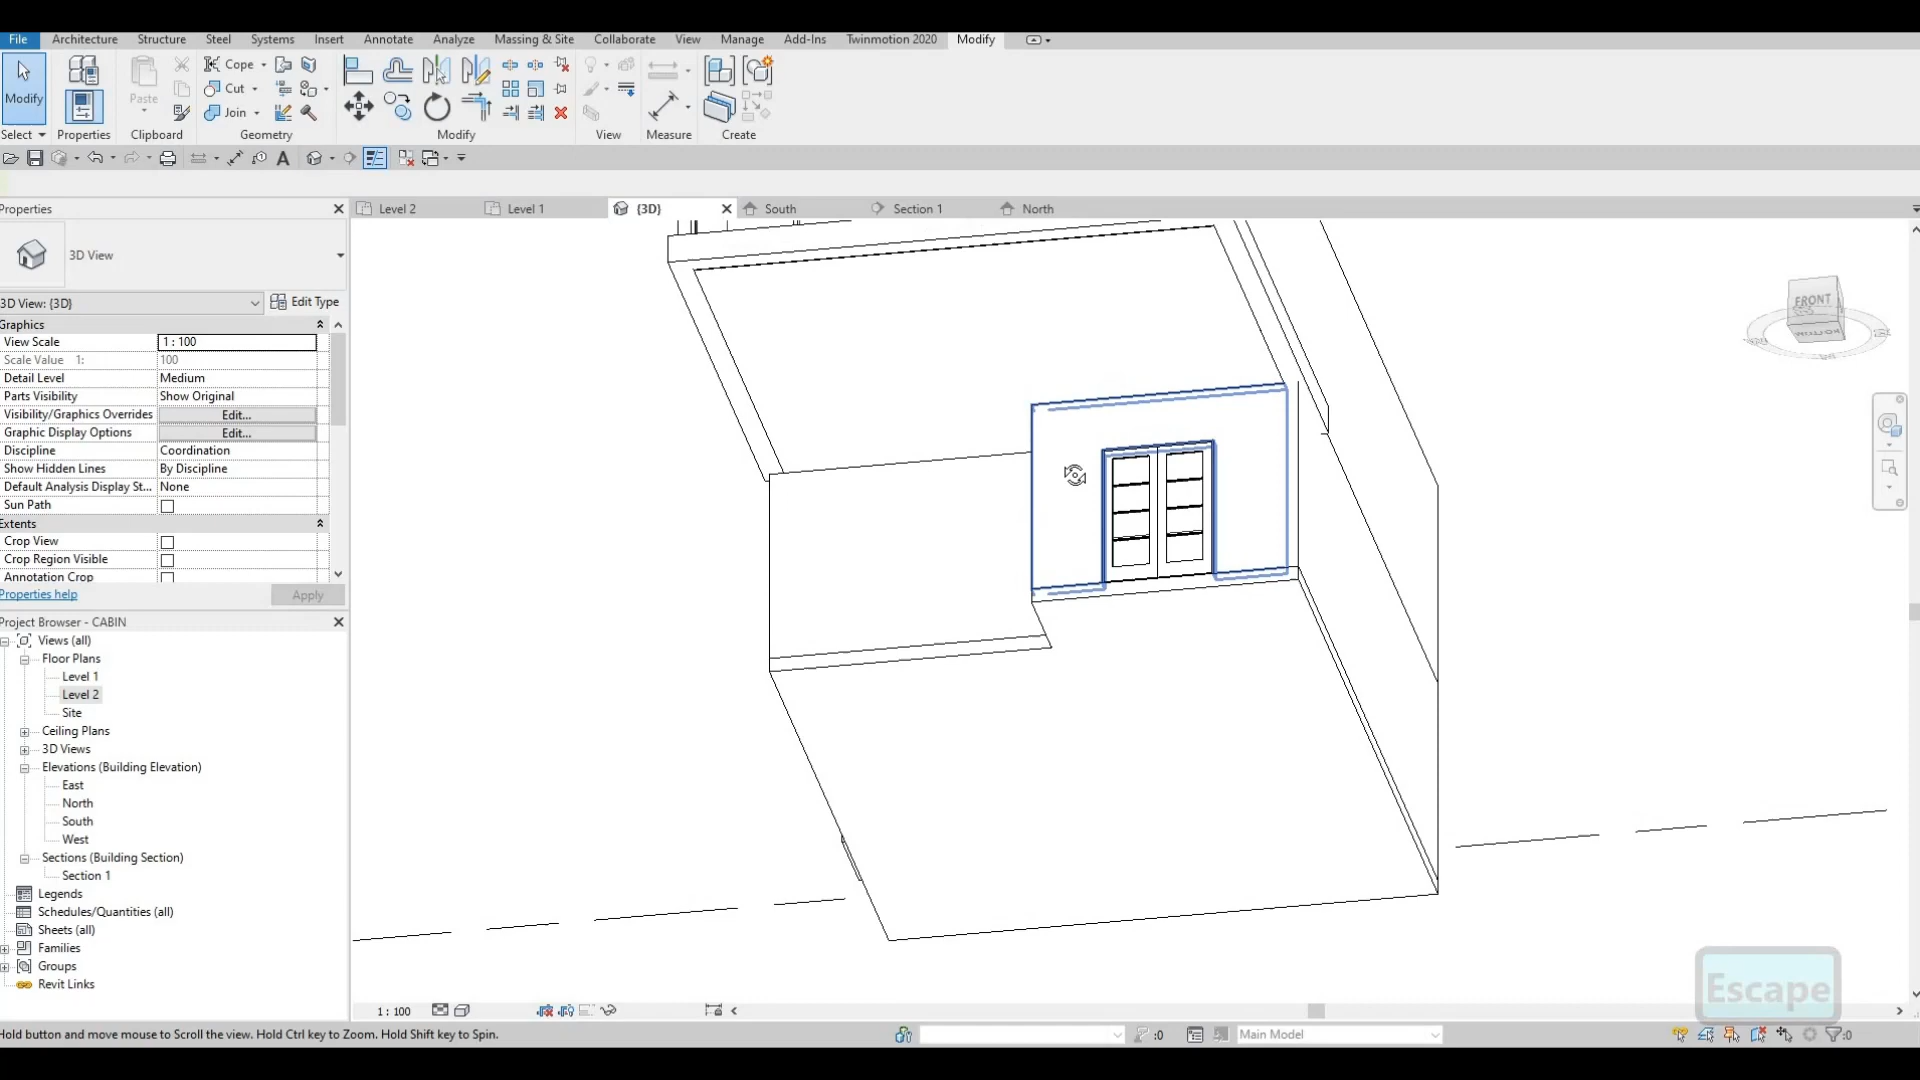 File Architecture Structure Steel Systems Insert Annotate Analyze Massing & Site Collaborate View Manage Add-Ins Twinmotion 2020 Modify
Modify
Paste
Cope
Cut
Join
Select Properties Clipboard Geometry Modify View Measure Create
A
Properties
Level 2 Level 1 {3D} South Section 1 North
3D View
3D View: {3D} Edit Type
Graphics
View Scale 1 : 100
Scale Value 1: 100
Detail Level Medium
Parts Visibility Show Original
Visibility/Graphics Overrides Edit...
Graphic Display Options Edit...
Discipline Coordination
Show Hidden Lines By Discipline
Default Analysis Display St... None
Sun Path
Extents
Crop View
Crop Region Visible
Annotation Crop
Properties help Apply
Project Browser - CABIN
Views (all)
Floor Plans
Level 1
Level 2
Site
Ceiling Plans
3D Views
Elevations (Building Elevation)
East
North
South
West
Sections (Building Section)
Section 1
Legends
Schedules/Quantities (all)
Sheets (all)
Families
Groups
Revit Links
FRONT
BOTTOM
Escape
1 : 100
Hold button and move mouse to Scroll the view. Hold Ctrl key to Zoom. Hold Shift key to Spin.
:0 Main Model :0